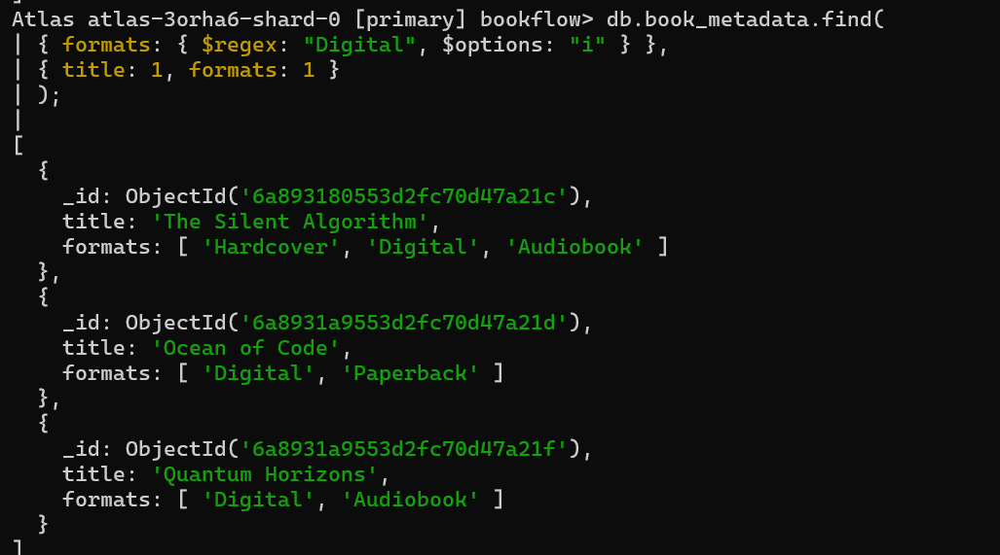 Atlas atlas-3orha6-shard-0 [primary] bookflow> db.book_metadata.find(
| { formats: { $regex: "Digital", $options: "i" } },
| { title: 1, formats: 1 }
| );
|
[
  {
    _id: ObjectId('6a893180553d2fc70d47a21c'),
    title: 'The Silent Algorithm',
    formats: [ 'Hardcover', 'Digital', 'Audiobook' ]
  },
  {
    _id: ObjectId('6a8931a9553d2fc70d47a21d'),
    title: 'Ocean of Code',
    formats: [ 'Digital', 'Paperback' ]
  },
  {
    _id: ObjectId('6a8931a9553d2fc70d47a21f'),
    title: 'Quantum Horizons',
    formats: [ 'Digital', 'Audiobook' ]
  }
]